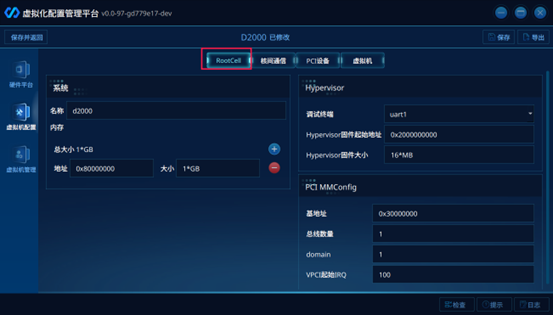 虚拟化配置管理平台 v0.0-97-gd779e17-dev
保存并返回
D2000 已修改
保存
导出
RootCell
核间通信
PCI设备
虚拟机
硬件平台
虚拟机配置
虚拟机管理
系统
名称 d2000
内存
总大小 1*GB
地址 0x80000000 大小 1*GB
Hypervisor
调试终端 uart1
Hypervisor固件起始地址 0x2000000000
Hypervisor固件大小 16*MB
PCI MMConfig
基地址 0x30000000
总线数量 1
domain 1
VPCI起始IRQ 100
检查
提示
日志